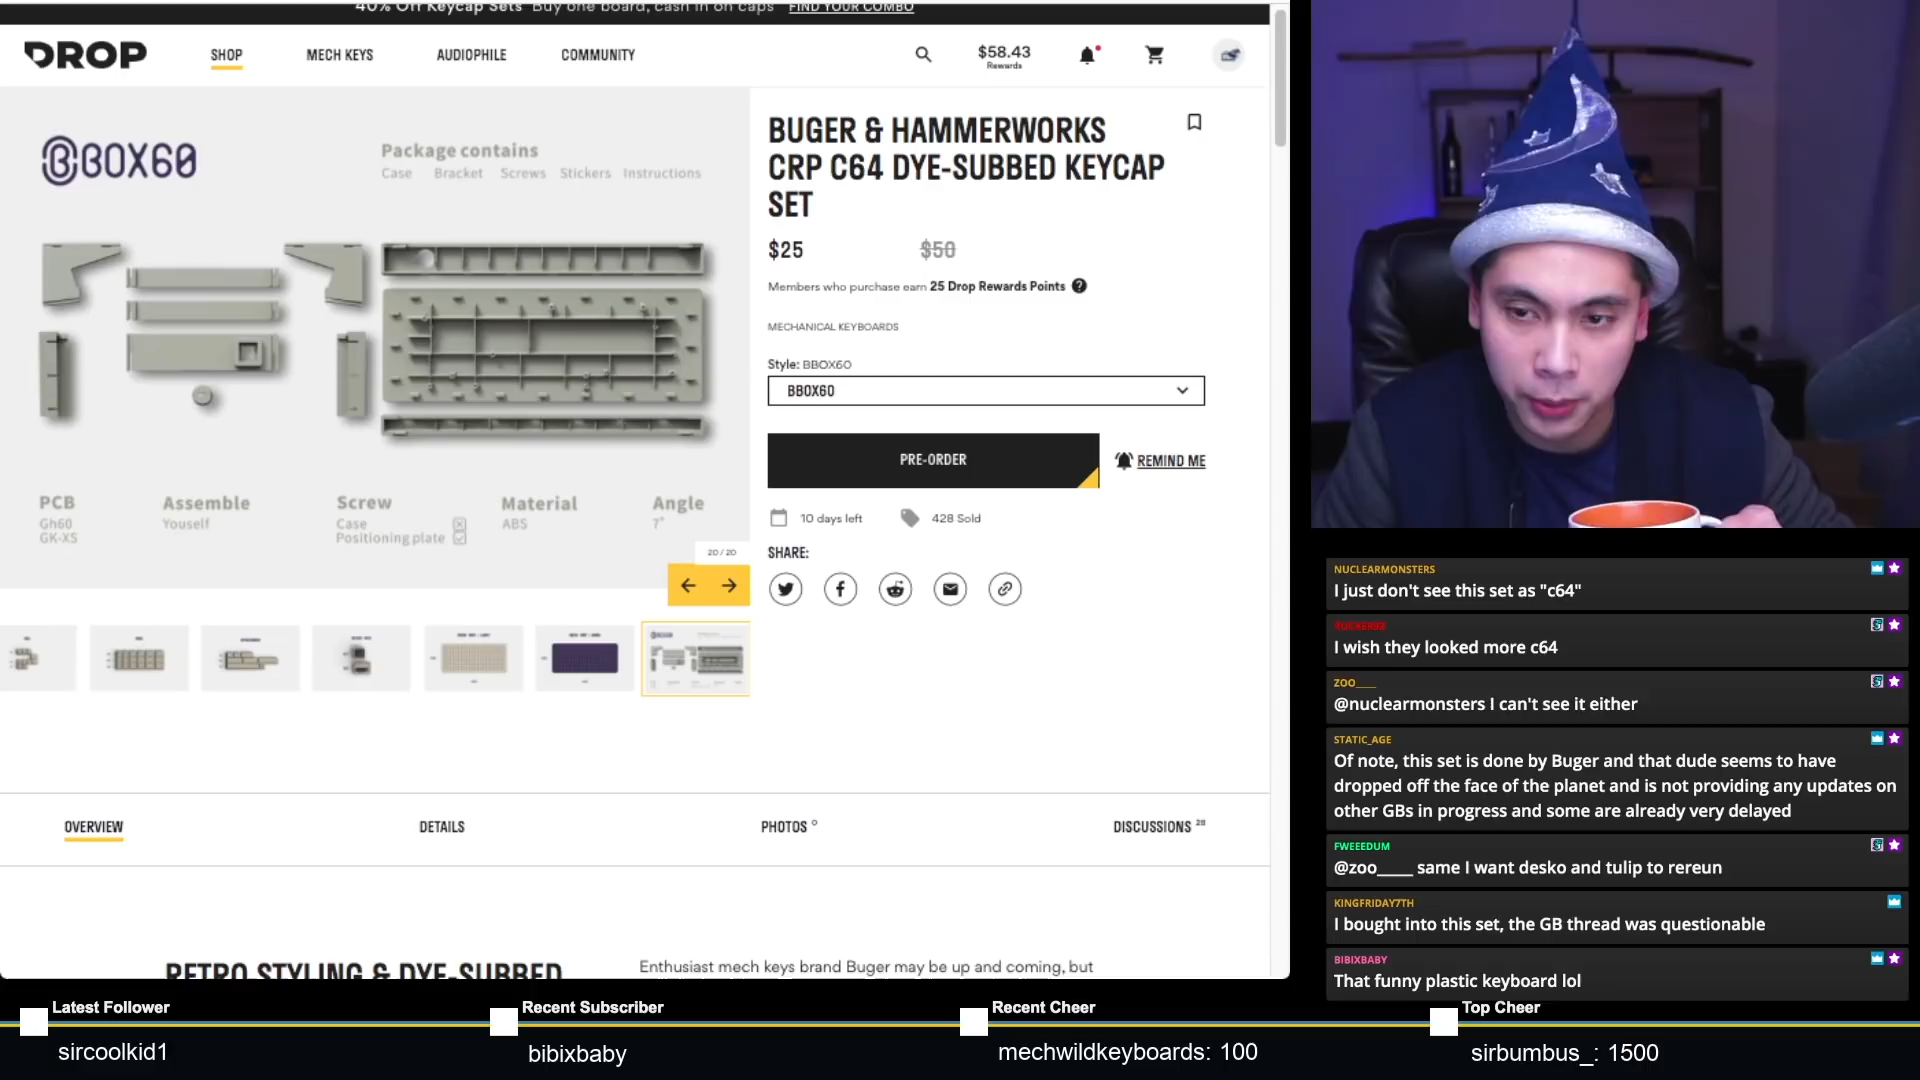 40% Off Keycap Sets Buy one board, cash in on caps FIND YOUR COMBO
DROP
SHOP
MECH KEYS
AUDIOPHILE
COMMUNITY
$58.43
Rewards
BBOX60
Package contains
Case Bracket Screws Stickers Instructions
PCB
Gh60
GK-XS
Assemble
Youself
Screw
Case
Positioning plate
Material
ABS
Angle
7°
20 / 20
BUGER & HAMMERWORKS
CRP C64 DYE-SUBBED KEYCAP
SET
$25 $50
Members who purchase earn 25 Drop Rewards Points ?
MECHANICAL KEYBOARDS
Style: BBOX60
BBOX60
PRE-ORDER
REMIND ME
10 days left
428 Sold
SHARE:
OVERVIEW
DETAILS
PHOTOS 0
DISCUSSIONS 28
RETRO STYLING & DYE-SUBBED
Enthusiast mech keys brand Buger may be up and coming, but
NUCLEARMONSTERS
I just don't see this set as "c64"
I wish they looked more c64
ZOO____
@nuclearmonsters I can't see it either
STATIC_AGE
Of note, this set is done by Buger and that dude seems to have
dropped off the face of the planet and is not providing any updates on
other GBs in progress and some are already very delayed
FWEEEDUM
@zoo____ same I want desko and tulip to rereun
KINGFRIDAY7TH
I bought into this set, the GB thread was questionable
BIBIXBABY
That funny plastic keyboard lol
Latest Follower
sircoolkid1
Recent Subscriber
bibixbaby
Recent Cheer
mechwildkeyboards: 100
Top Cheer
sirbumbus_: 1500